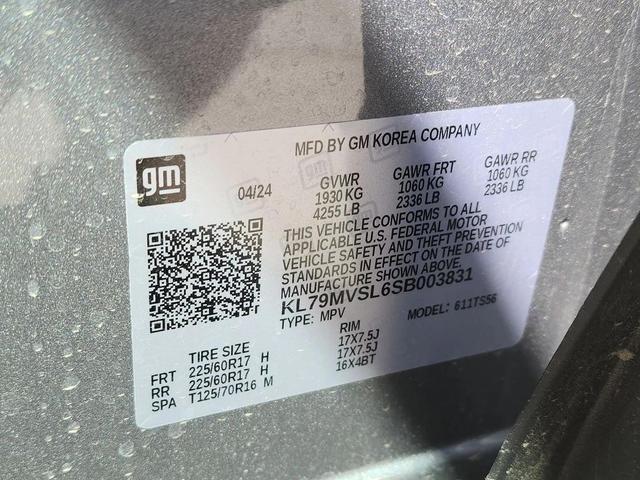 MFD BY GM KOREA COMPANY
gm
04/24
GVWR GAWR FRT GAWR RR
1930 KG 1060 KG 1060 KG
4255 LB 2336 LB 2336 LB
THIS VEHICLE CONFORMS TO ALL
APPLICABLE U.S. FEDERAL MOTOR
VEHICLE SAFETY AND THEFT PREVENTION
STANDARDS IN EFFECT ON THE DATE OF
MANUFACTURE SHOWN ABOVE.
KL79MVSL6SB003831
TYPE: MPV MODEL: 611TS56
TIRE SIZE RIM
FRT 225/60R17 H 17X7.5J
RR 225/60R17 H 17X7.5J
SPA T125/70R16 M 16X4BT